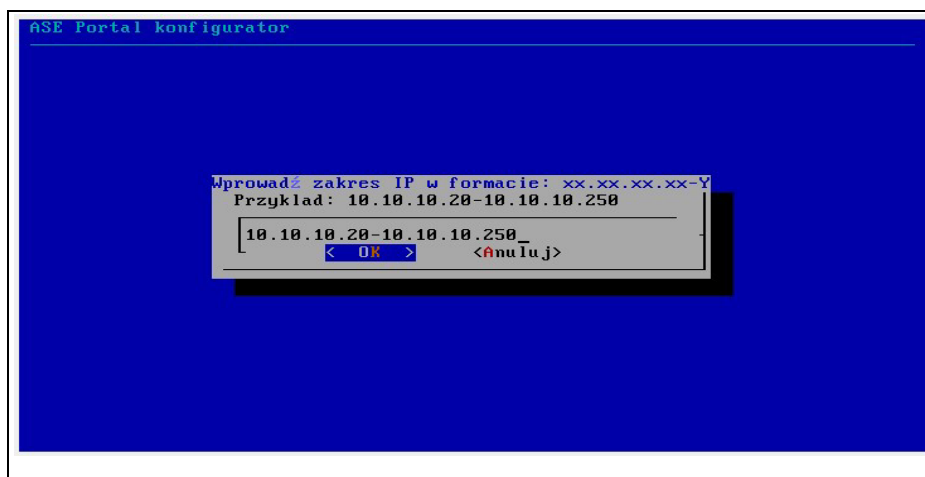 ASE Portal konfigurator
Wprowadź zakres IP w formacie: xx.xx.xx.xx-Y
Przyklad: 10.10.10.20-10.10.10.250
10.10.10.20-10.10.10.250_
< OK > <Anuluj>